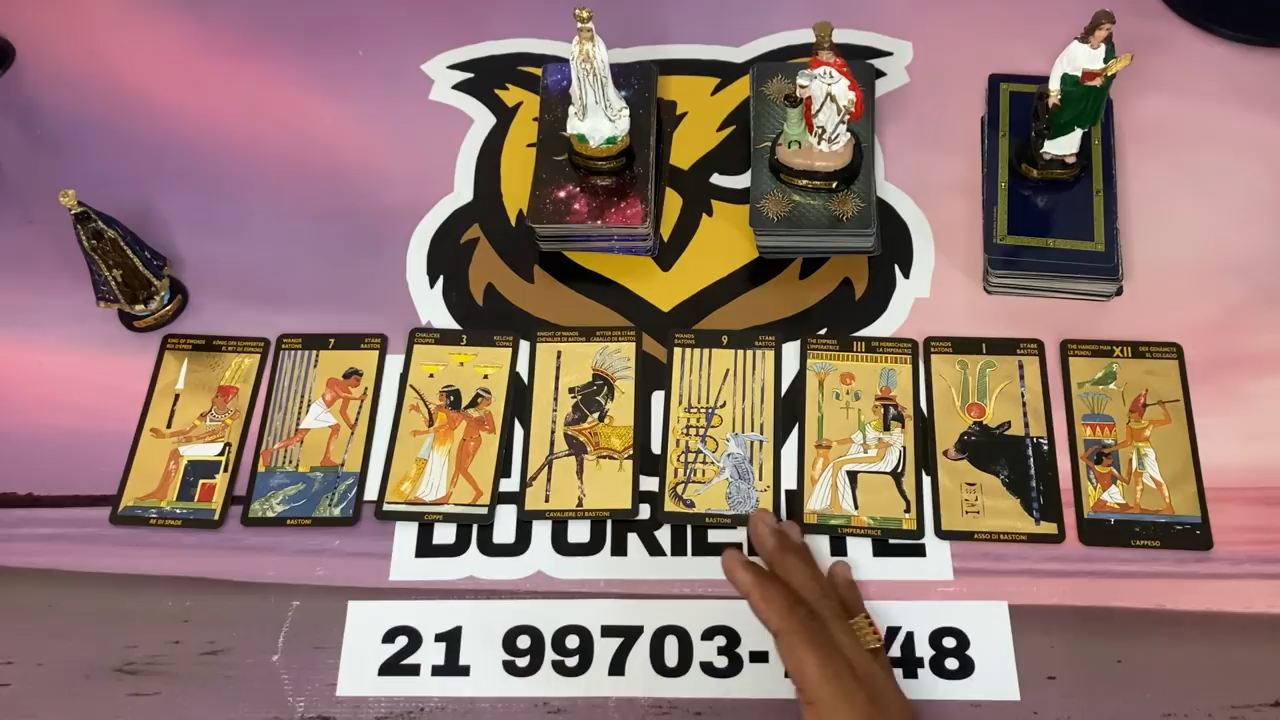 KING OF SWORDS
ROI D'EPEES
KÖNIG DER SCHWERTER
EL REY DE ESPADAS
RE DI SPADE
WANDS
BATONS
7
STÄBE
BASTOS
BASTONI
CHALICES
COUPES
3
KELCHE
COPAS
COPPE
KNIGHT OF WANDS
CHEVALIER DE BATONS
RITTER DER STÄBE
CABALLO DE BASTOS
CAVALIERE DI BASTONI
WANDS
BATONS
9
STÄBE
BASTOS
BASTONI
THE EMPRESS
L'IMPERATRICE
III
DIE HERRSCHERIN
LA EMPERATRIZ
L'IMPERATRICE
WANDS
BATONS
I
STÄBE
BASTOS
ASSO DI BASTONI
THE HANGED MAN
LE PENDU
XII
DER GEHÄNGTE
EL COLGADO
L'APPESO
DO ORIENTE
21 99703- 48